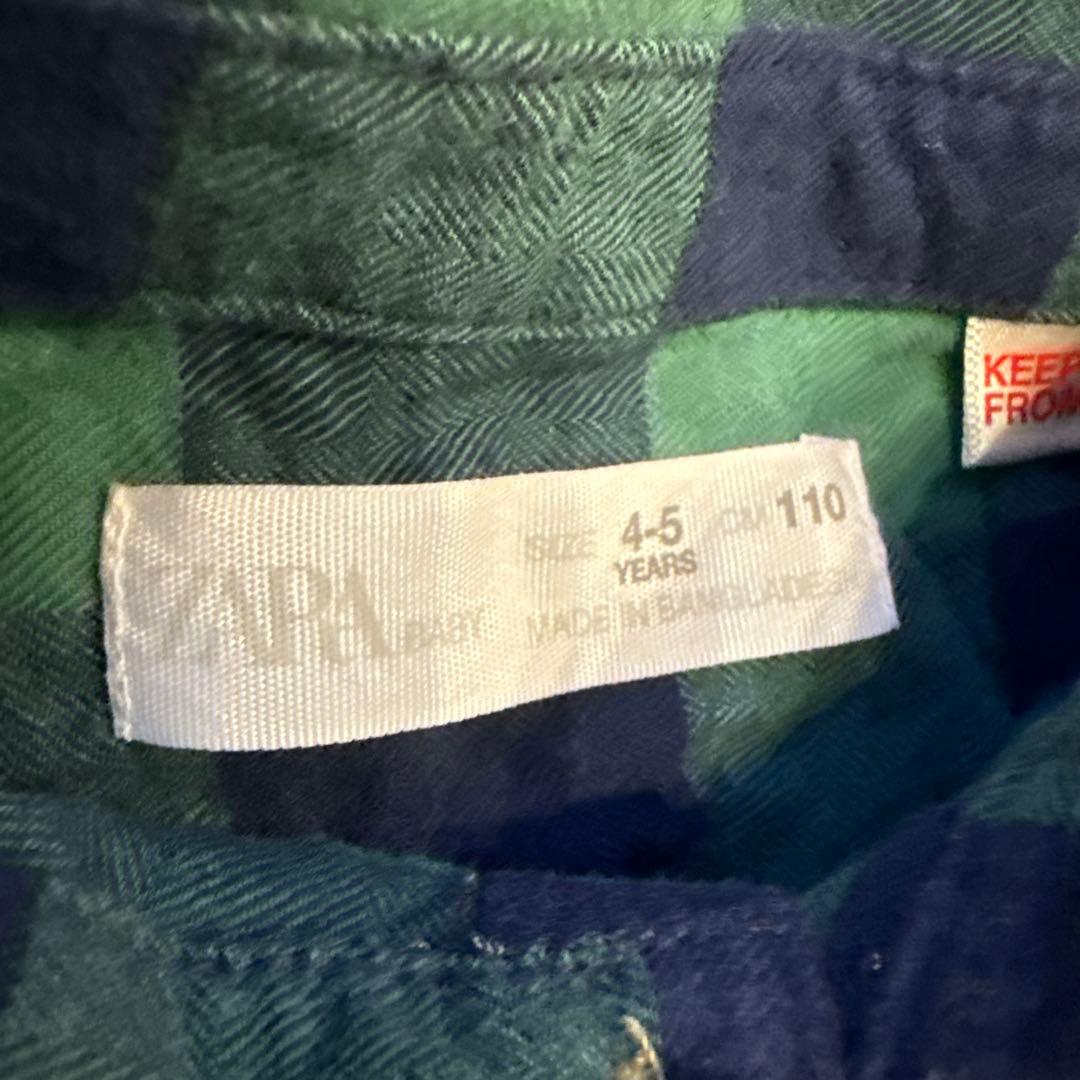 ZARA BABY
SIZE 4-5 CM 110
YEARS
MADE IN BANGLADESH
KEEP
FROM